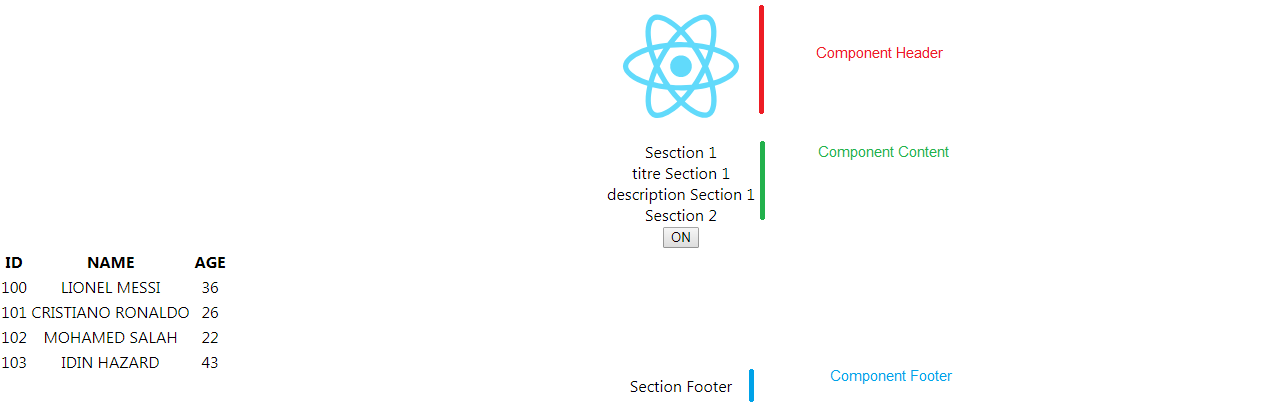 Component Header
Sesction 1
Component Content
titre Section 1
description Section 1
Sesction 2
ON
ID NAME AGE
100 LIONEL MESSI 36
101 CRISTIANO RONALDO 26
102 MOHAMED SALAH 22
103 IDIN HAZARD 43
Section Footer
Component Footer